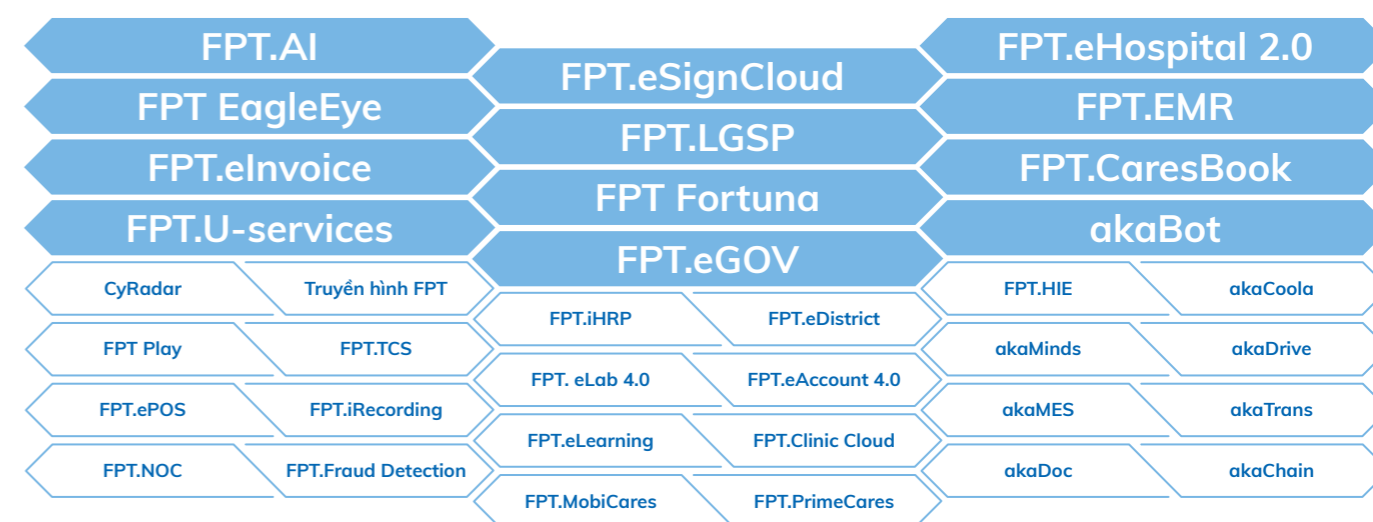 FPT.AI
FPT EagleEye
FPT.eInvoice
FPT.U-services
CyRadar
Truyền hình FPT
FPT Play
FPT.TCS
FPT.ePOS
FPT.iRecording
FPT.NOC
FPT.Fraud Detection
FPT.eSignCloud
FPT.LGSP
FPT Fortuna
FPT.eGOV
FPT.iHRP
FPT.eDistrict
FPT. eLab 4.0
FPT.eAccount 4.0
FPT.eLearning
FPT.Clinic Cloud
FPT.MobiCares
FPT.PrimeCares
FPT.eHospital 2.0
FPT.EMR
FPT.CaresBook
akaBot
FPT.HIE
akaCoola
akaMinds
akaDrive
akaMES
akaTrans
akaDoc
akaChain